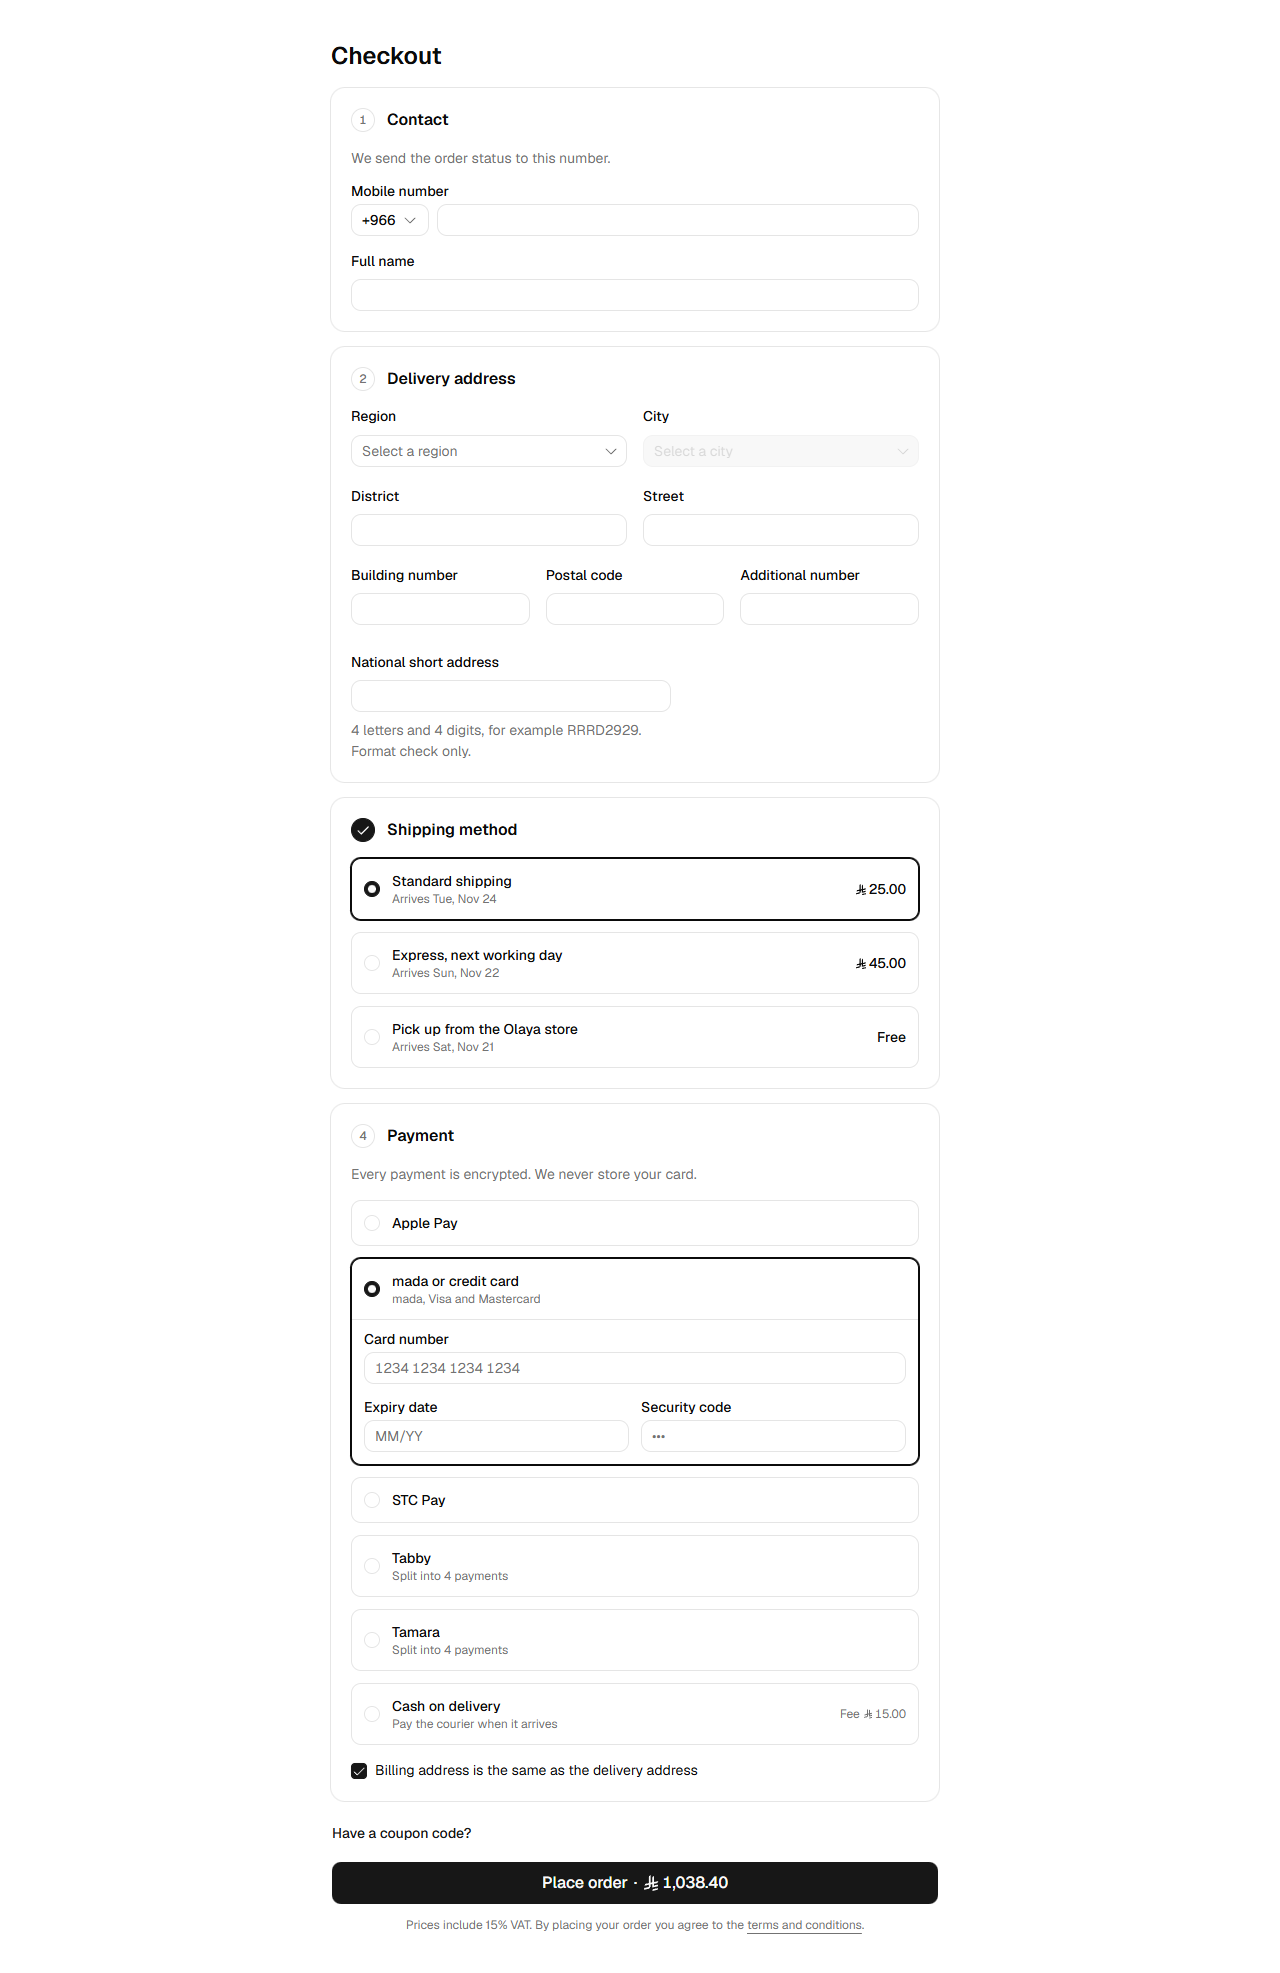 Checkout
1 Contact
We send the order status to this number.
Mobile number
+966
Full name
2 Delivery address
Region City
Select a region Select a city
District Street
Building number Postal code Additional number
National short address
4 letters and 4 digits, for example RRRD2929.
Format check only.
Shipping method
Standard shipping
Arrives Tue, Nov 24
⃁ 25.00
Express, next working day
Arrives Sun, Nov 22
⃁ 45.00
Pick up from the Olaya store
Arrives Sat, Nov 21
Free
4 Payment
Every payment is encrypted. We never store your card.
Apple Pay
mada or credit card
mada, Visa and Mastercard
Card number
1234 1234 1234 1234
Expiry date Security code
MM/YY •••
STC Pay
Tabby
Split into 4 payments
Tamara
Split into 4 payments
Cash on delivery
Pay the courier when it arrives
Fee ⃁ 15.00
Billing address is the same as the delivery address
Have a coupon code?
Place order · ⃁ 1,038.40
Prices include 15% VAT. By placing your order you agree to the terms and conditions.